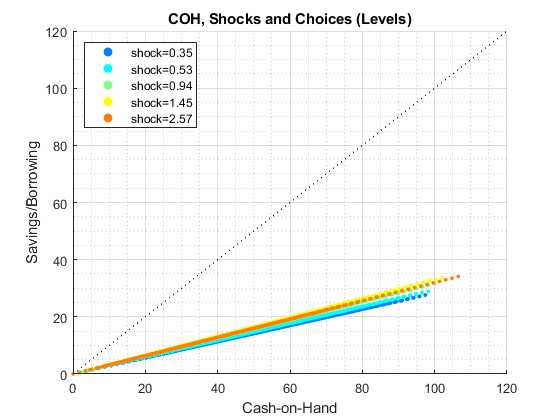 COH, Shocks and Choices (Levels)
120
100
80
60
40
20
0
Savings/Borrowing
shock=0.35
shock=0.53
shock=0.94
shock=1.45
shock=2.57
0
20
40
60
80
100
120
Cash-on-Hand